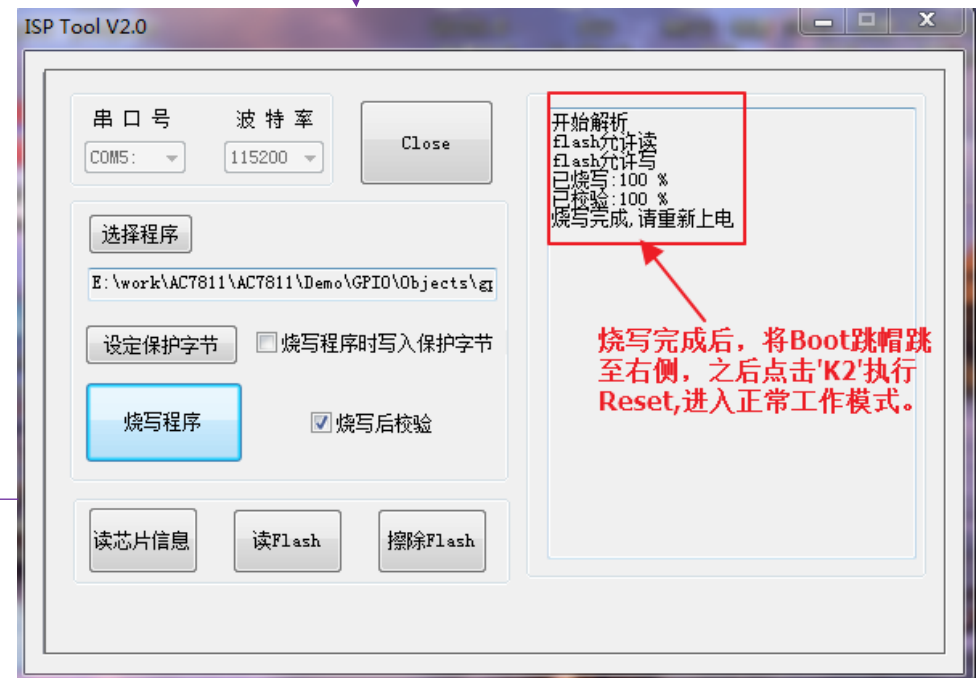 ISP Tool V2.0
串口号 波特率
COM5: 115200
Close
选择程序
E:\work\AC7811\AC7811\Demo\GPIO\Objects\
设定保护字节 烧写程序时写入保护字节
烧写程序 烧写后校验
读芯片信息 读Flash 擦除Flash
开始解析
flash允许读
flash允许写
已烧写:100 %
已校验:100 %
烧写完成,请重新上电
烧写完成后，将Boot跳帽跳
至右侧，之后点击'K2'执行
Reset,进入正常工作模式。